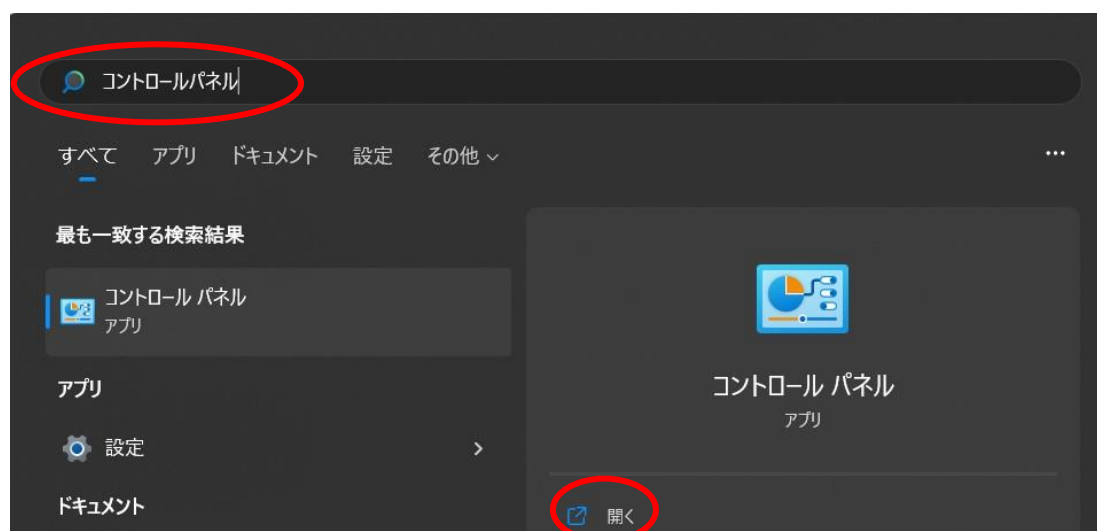 コントロールパネル
すべて アプリ ドキュメント 設定 その他
最も一致する検索結果
コントロール パネル
アプリ
アプリ
設定
ドキュメント
コントロール パネル
アプリ
開く